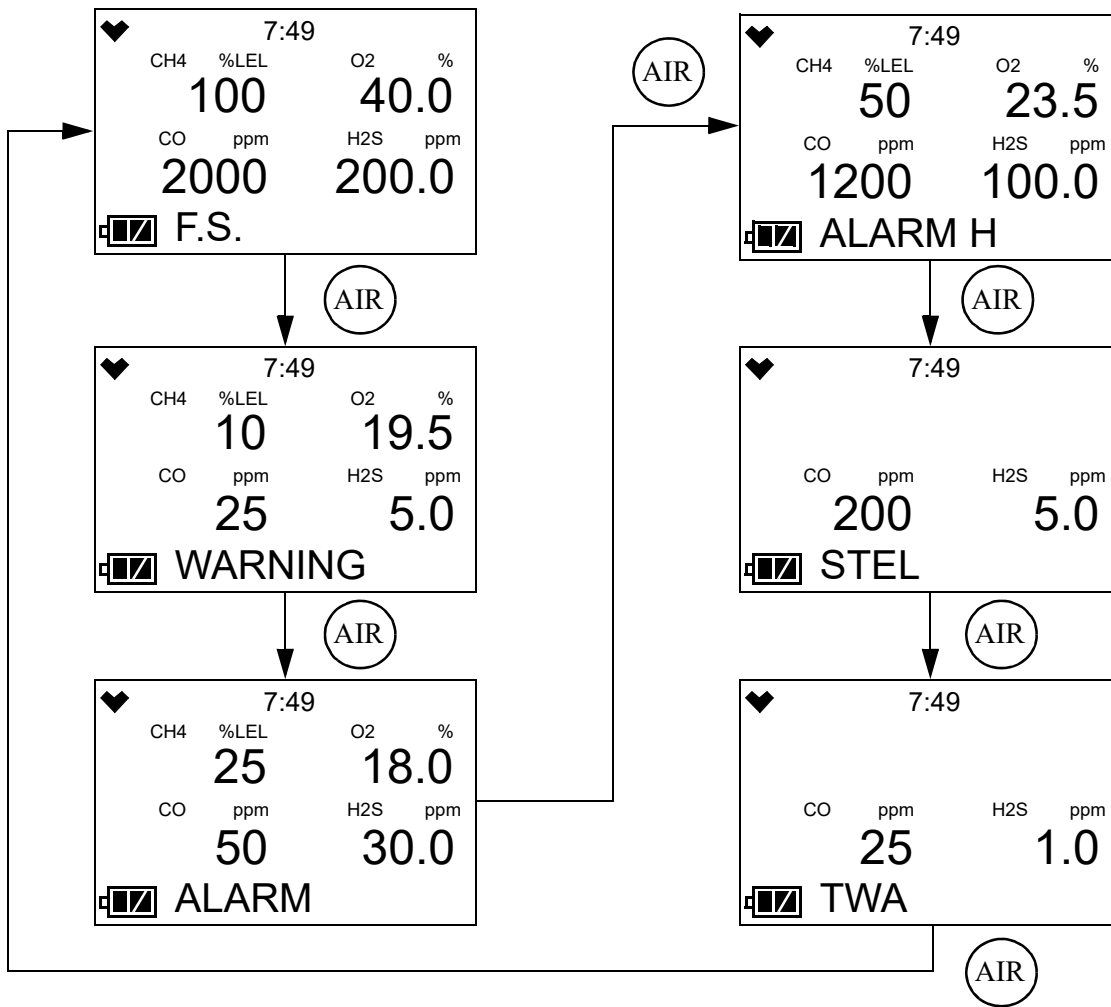 7:49
CH4 %LEL O2 %
100 40.0
CO ppm H2S ppm
2000 200.0
F.S.
AIR
7:49
CH4 %LEL O2 %
10 19.5
CO ppm H2S ppm
25 5.0
WARNING
AIR
7:49
CH4 %LEL O2 %
25 18.0
CO ppm H2S ppm
50 30.0
ALARM
AIR
7:49
CH4 %LEL O2 %
50 23.5
CO ppm H2S ppm
1200 100.0
ALARM H
AIR
7:49
CO ppm H2S ppm
200 5.0
STEL
AIR
7:49
CO ppm H2S ppm
25 1.0
TWA
AIR